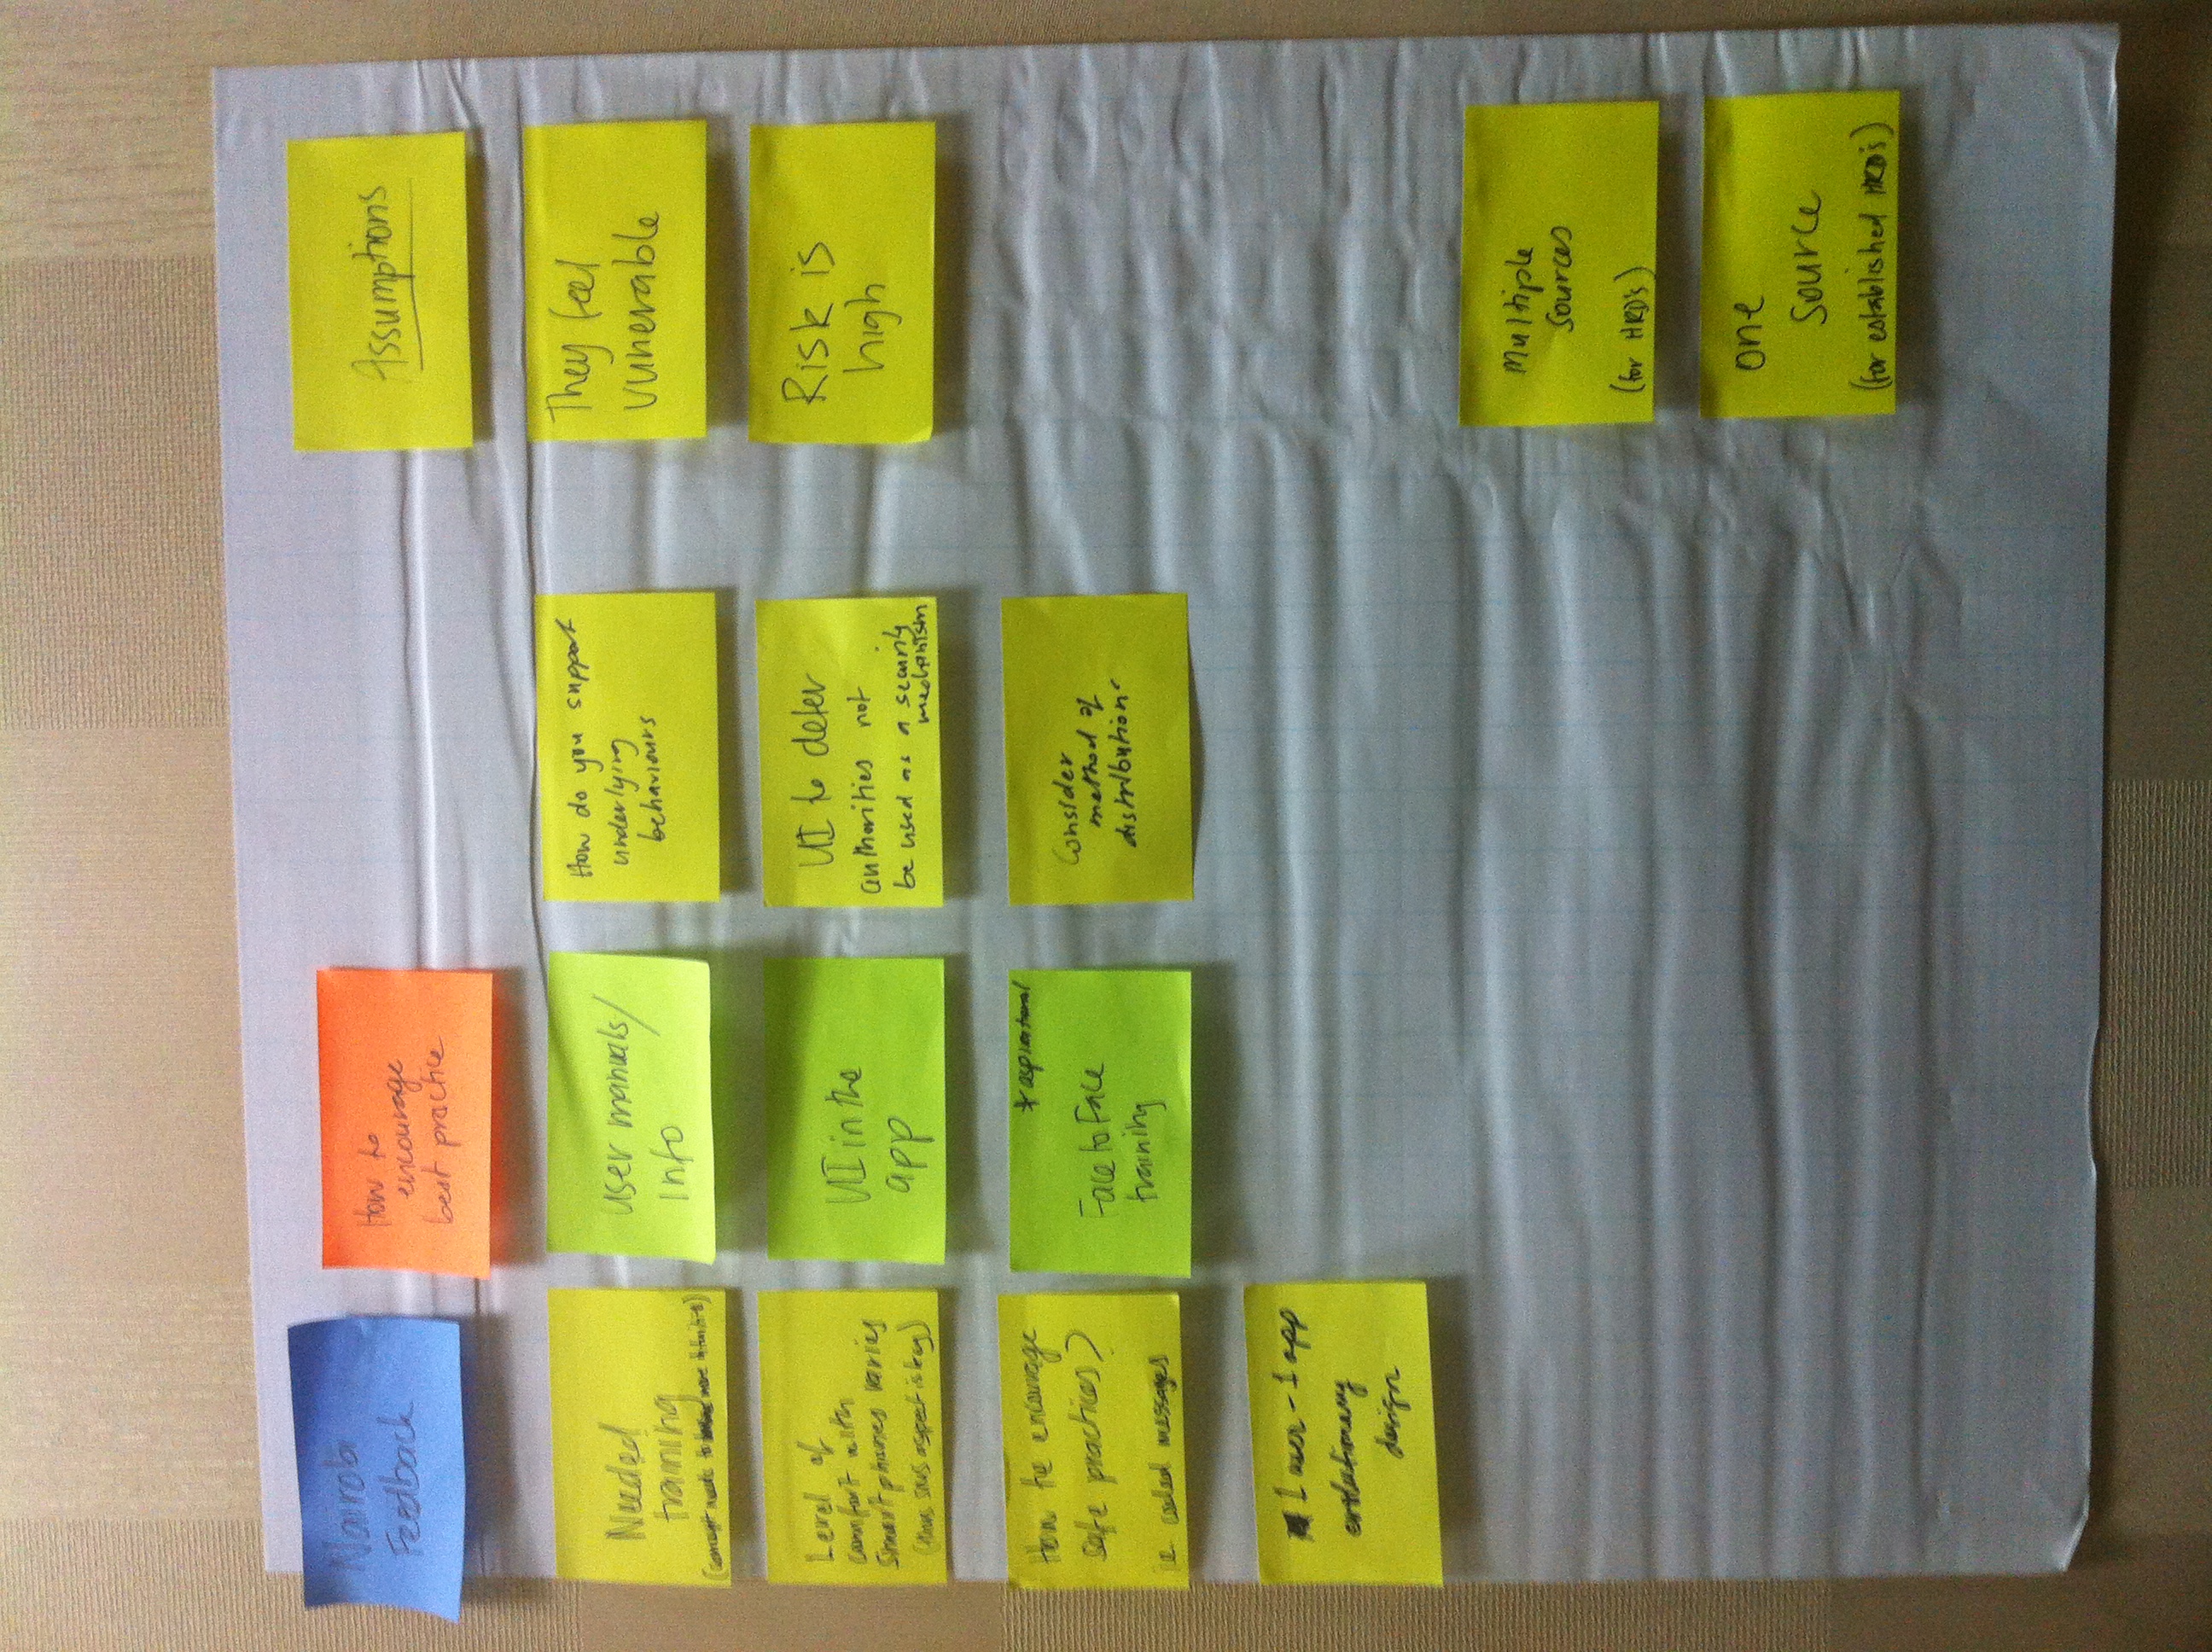 Nairobi
Feedback
Needed
training
(concept needs to more intuitive)
Level of
comfort with
Smart phones varies
(thus SMS aspect is key)
How to encourage
safe practices?
ie. coded messages
1 user - 1 app
evolutionary
design
How to
encourage
best practice
User manuals/
Info
UI in the
app
* aspirational
Face to Face
training
How do you support
underlying
behaviours
UI to deter
authorities not
be used as a security
mechanism
Consider
method of
distribution
Assumptions
They feel
vunerable
Risk is
high
Multiple
sources
(for HRD's)
one
source
(for established HRD's)